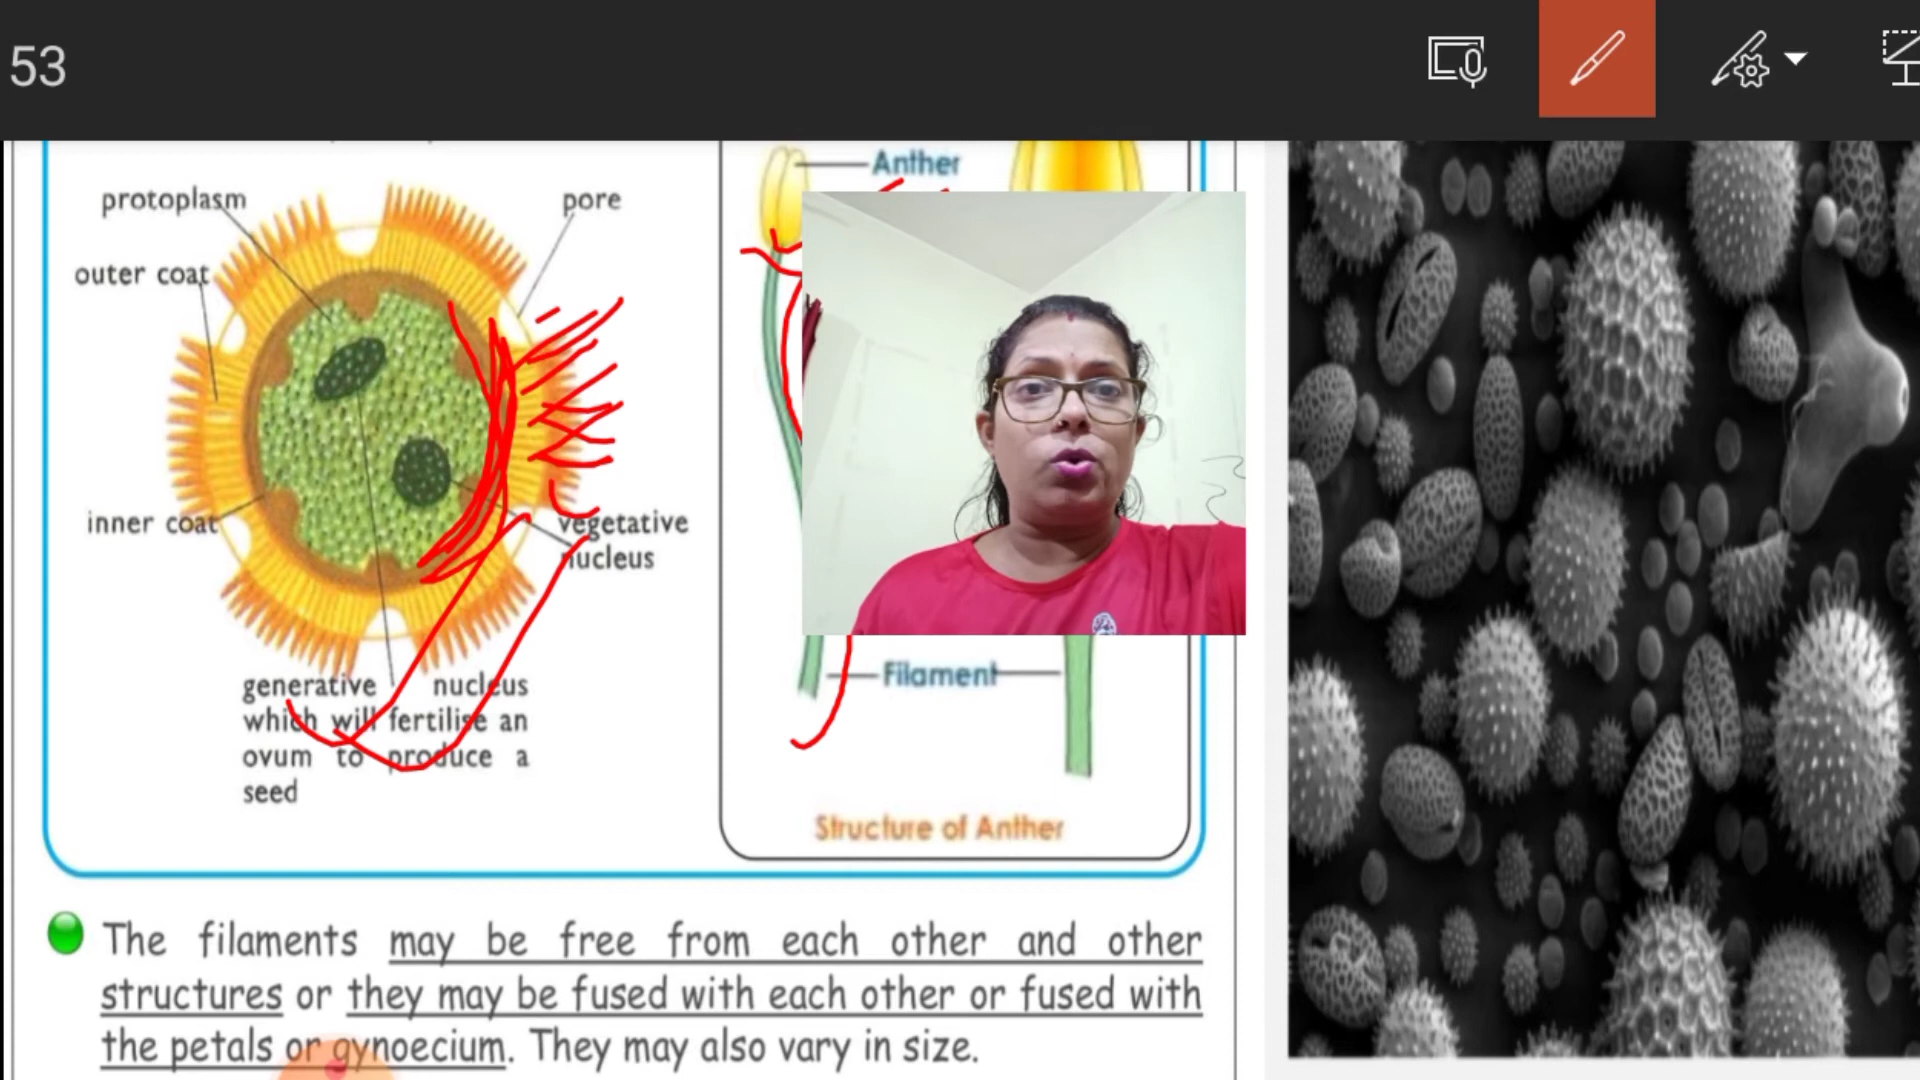 53
protoplasm
pore
outer coat
inner coat
vegetative
nucleus
generative nucleus
which will fertilise an
ovum to produce a
seed
Anther
Filament
Structure of Anther
The filaments may be free from each other and other
structures or they may be fused with each other or fused with
the petals or gynoecium. They may also vary in size.